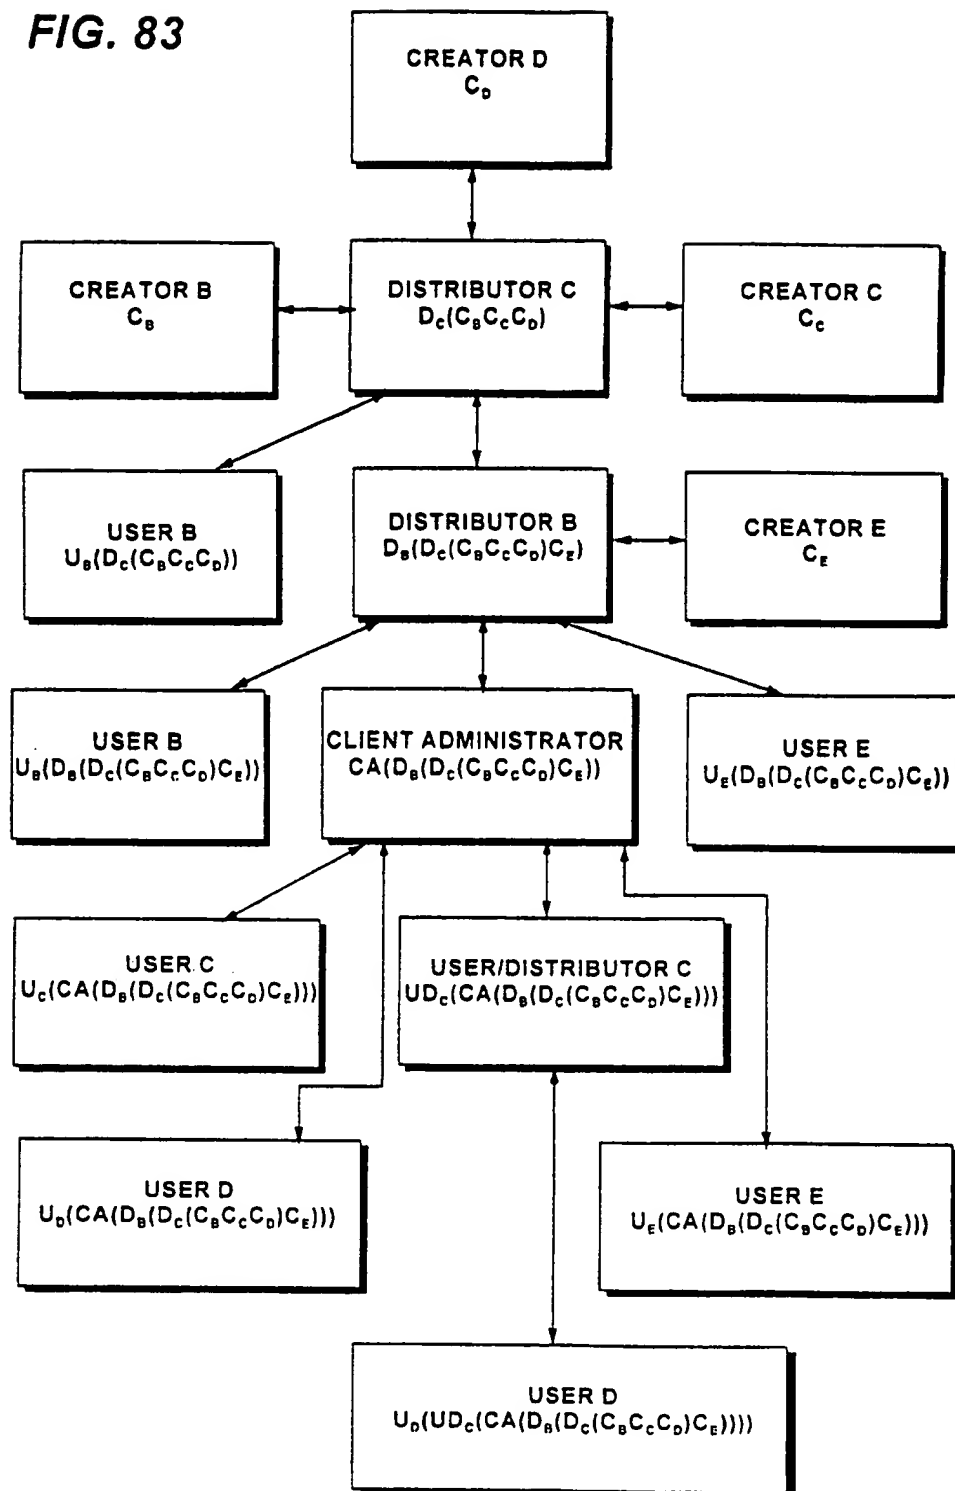 FIG. 83
CREATOR D
C_D
CREATOR B
C_B
DISTRIBUTOR C
D_C(C_BC_CC_D)
CREATOR C
C_C
USER B
U_B(D_C(C_BC_CC_D))
DISTRIBUTOR B
D_B(D_C(C_BC_CC_D)C_E)
CREATOR E
C_E
USER B
U_B(D_B(D_C(C_BC_CC_D)C_E))
CLIENT ADMINISTRATOR
CA(D_B(D_C(C_BC_CC_D)C_E))
USER E
U_E(D_B(D_C(C_BC_CC_D)C_E))
USER C
U_C(CA(D_B(D_C(C_BC_CC_D)C_E)))
USER/DISTRIBUTOR C
UD_C(CA(D_B(D_C(C_BC_CC_D)C_E)))
USER D
U_D(CA(D_B(D_C(C_BC_CC_D)C_E)))
USER E
U_E(CA(D_B(D_C(C_BC_CC_D)C_E)))
USER D
U_D(UD_C(CA(D_B(D_C(C_BC_CC_D)C_E))))